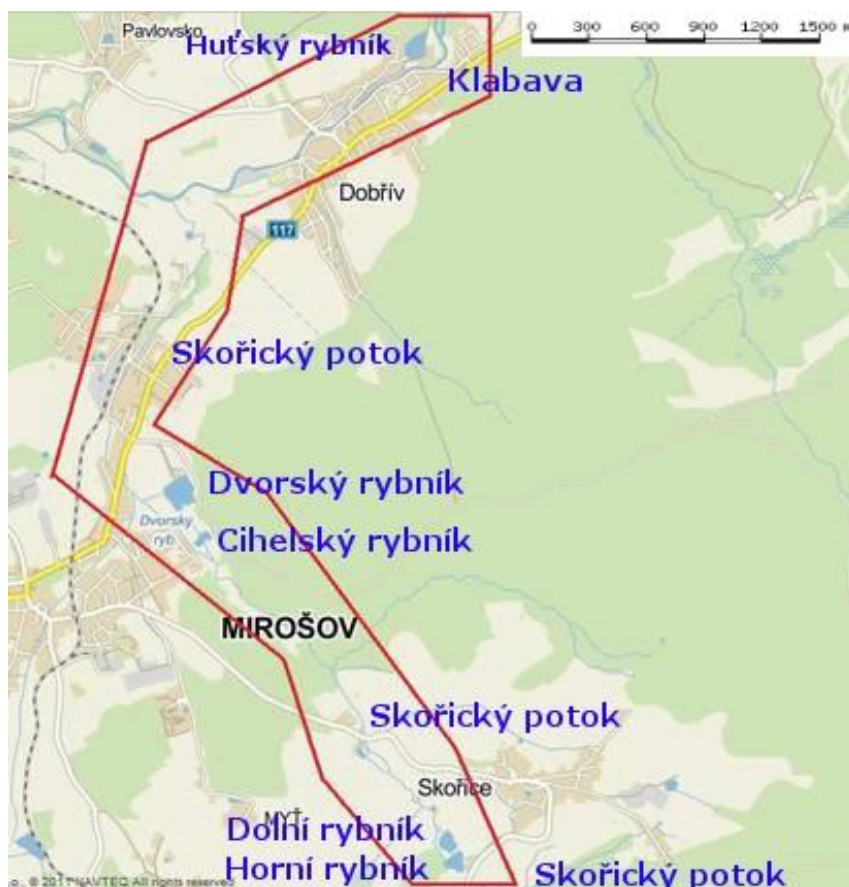 Pavlovsko
Huťský rybník
0 300 600 900 1200 1500
Klabava
Dobřív
117
Skořický potok
Dvorský rybník
Dvorský
ryb.
Cihelský rybník
MIROŠOV
Skořický potok
Skořice
MÝŤ
Dolní rybník
Horní rybník
Skořický potok
© 2011 NAVTEQ All rights reserved